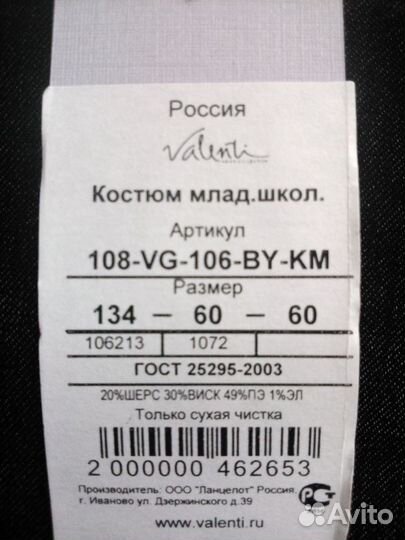 Россия
Valenti
Костюм млад.школ.
Артикул
108-VG-106-BY-KM
Размер
134 – 60 – 60
106213 1072
ГОСТ 25295-2003
20%ШЕРС 30%ВИСК 49%ПЭ 1%ЭЛ
Только сухая чистка
2 000000 462653
Производитель: ООО "Ланцелот" Россия,
г. Иваново ул. Дзержинского д.39
www.valenti.ru
Avito